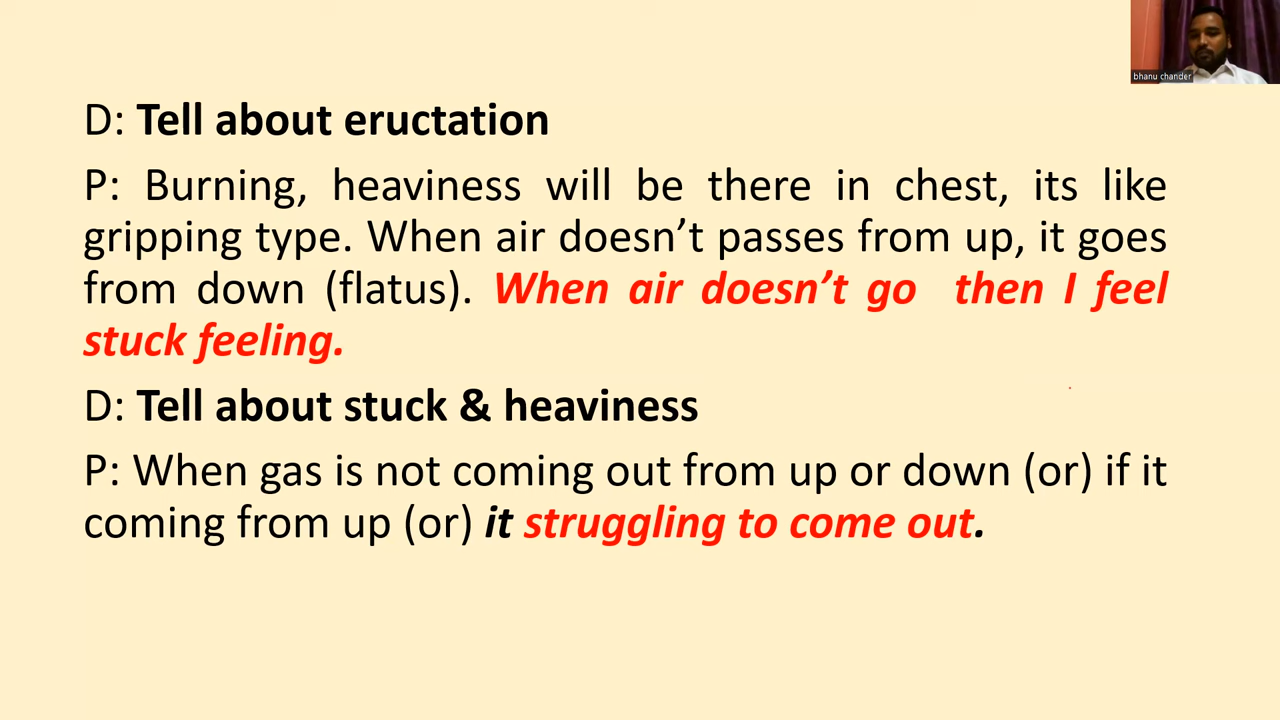 bhanu chander
D: Tell about eructation
P: Burning, heaviness will be there in chest, its like
gripping type. When air doesn’t passes from up, it goes
from down (flatus). When air doesn’t go then I feel
stuck feeling.
D: Tell about stuck & heaviness
P: When gas is not coming out from up or down (or) if it
coming from up (or) it struggling to come out.